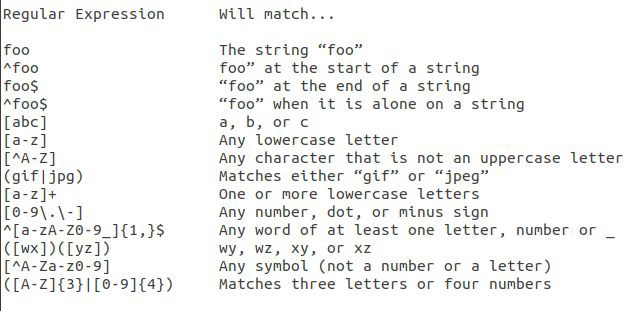 Regular Expression Will match...
foo The string “foo”
^foo foo” at the start of a string
foo$ “foo” at the end of a string
^foo$ “foo” when it is alone on a string
[abc] a, b, or c
[a-z] Any lowercase letter
[^A-Z] Any character that is not an uppercase letter
(gif|jpg) Matches either “gif” or “jpeg”
[a-z]+ One or more lowercase letters
[0-9\.\-] Any number, dot, or minus sign
^[a-zA-Z0-9_]{1,}$ Any word of at least one letter, number or _
([wx])([yz]) wy, wz, xy, or xz
[^A-Za-z0-9] Any symbol (not a number or a letter)
([A-Z]{3}|[0-9]{4}) Matches three letters or four numbers